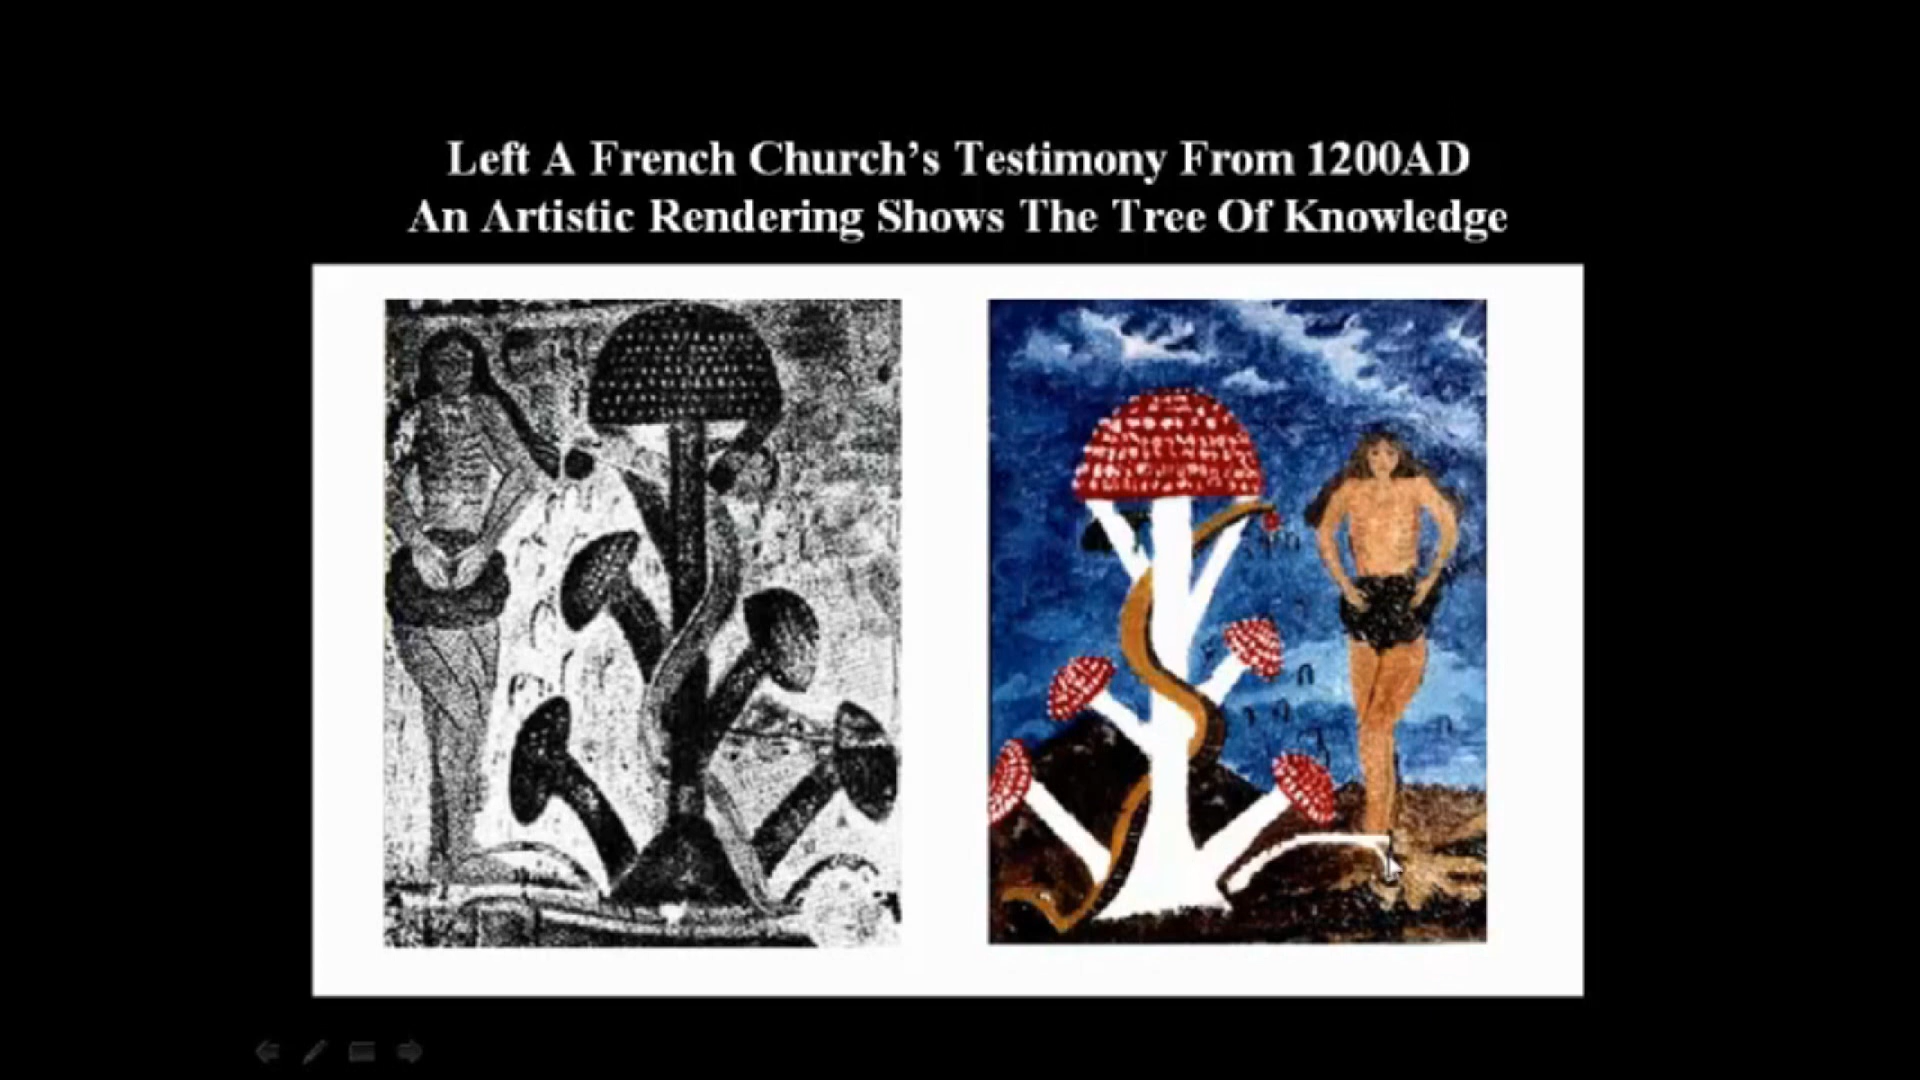 Left A French Church’s Testimony From 1200AD
An Artistic Rendering Shows The Tree Of Knowledge